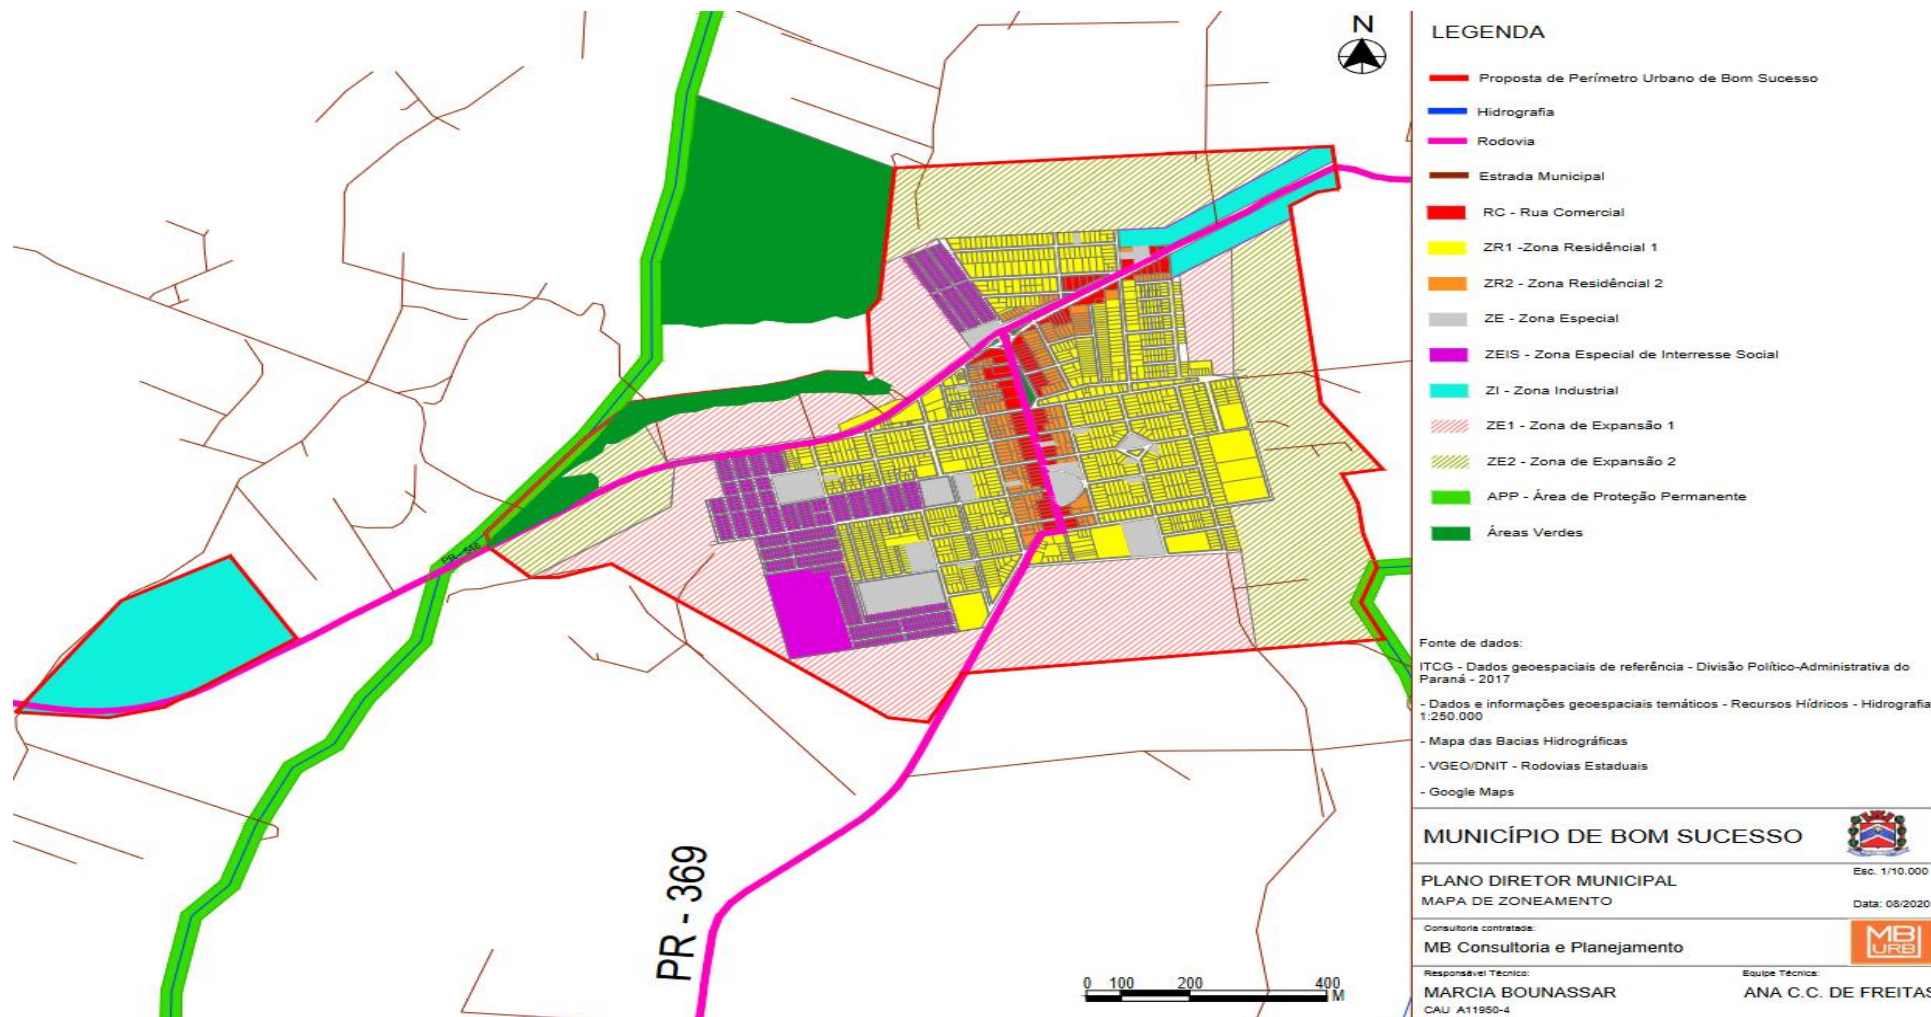 N
LEGENDA
Proposta de Perímetro Urbano de Bom Sucesso
Hidrografia
Rodovia
Estrada Municipal
RC - Rua Comercial
ZR1 -Zona Residêncial 1
ZR2 - Zona Residêncial 2
ZE - Zona Especial
ZEIS - Zona Especial de Interresse Social
ZI - Zona Industrial
ZE1 - Zona de Expansão 1
ZE2 - Zona de Expansão 2
APP - Área de Proteção Permanente
Áreas Verdes
PR - 369
0 100 200 400
M
Fonte de dados:
ITCG - Dados geoespaciais de referência - Divisão Político-Administrativa do
Paraná - 2017
- Dados e informações geoespaciais temáticos - Recursos Hídricos - Hidrografia
1:250.000
- Mapa das Bacias Hidrográficas
- VGEO/DNIT - Rodovias Estaduais
- Google Maps
MUNICÍPIO DE BOM SUCESSO
Esc. 1/10.000
PLANO DIRETOR MUNICIPAL
MAPA DE ZONEAMENTO
Data: 08/2020
Consultoria contratada:
MB Consultoria e Planejamento
MB
URB
Responsável Técnico:
MARCIA BOUNASSAR
CAU A11950-4
Equipe Técnica:
ANA C.C. DE FREITAS